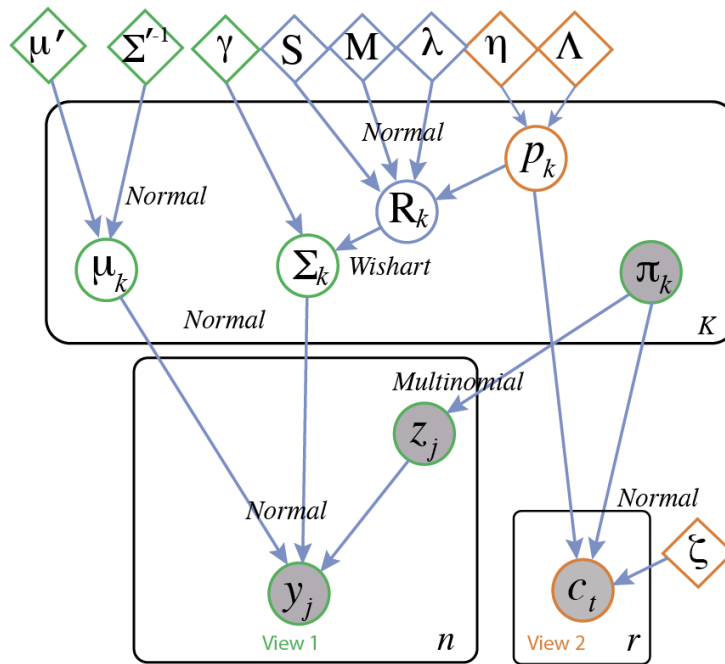 μ' Σ'⁻¹ γ S M λ η Λ
Normal
p_k
Normal
R_k
μ_k Σ_k Wishart π_k
Normal K
Multinomial
z_j
Normal Normal
ζ
y_j c_t
View 1 n View 2 r